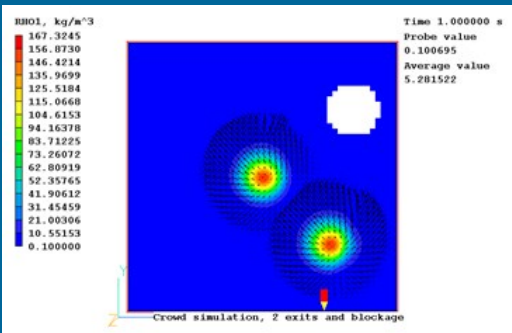 RHO1, kg/m^3
167.3245
156.8730
146.4214
135.9699
125.5184
115.0668
104.6153
94.16378
83.71225
73.26072
62.80919
52.35765
41.90612
31.45459
21.00306
10.55153
0.100000
Time 1.000000 s
Probe value
0.100695
Average value
5.281522
Y
Z
Crowd simulation, 2 exits and blockage